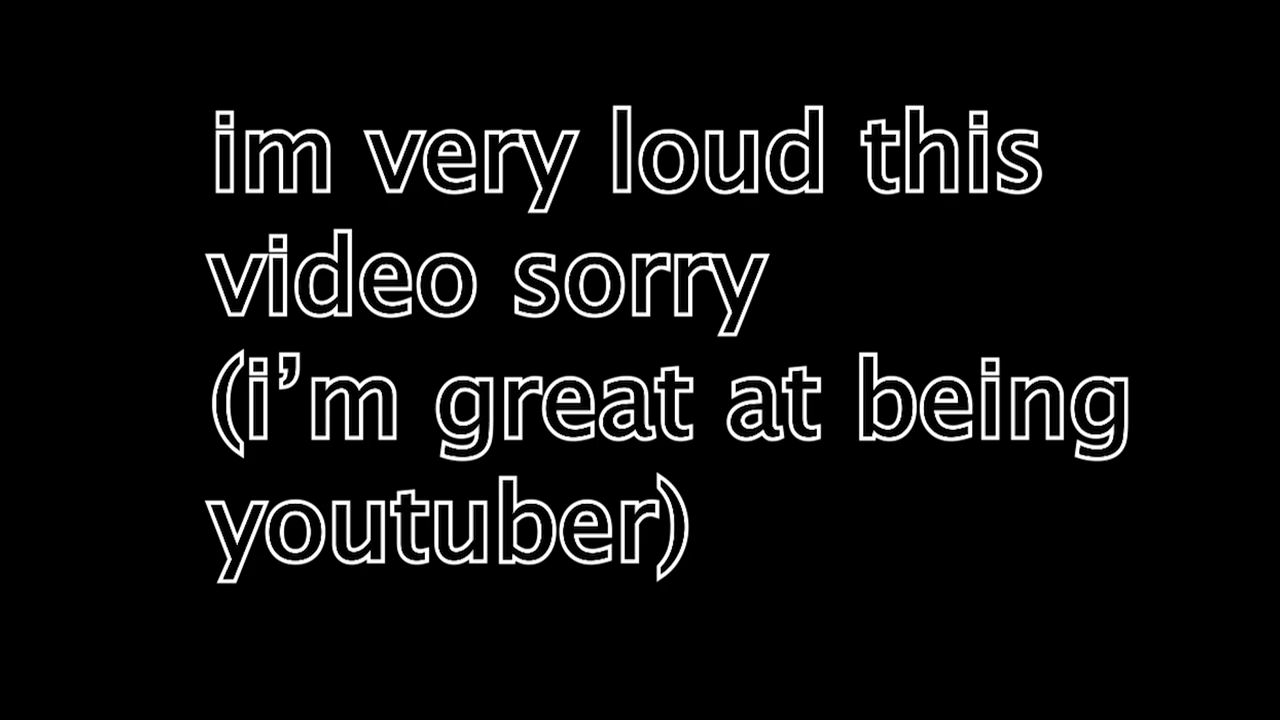 im very loud this
video sorry
(i’m great at being
youtuber)